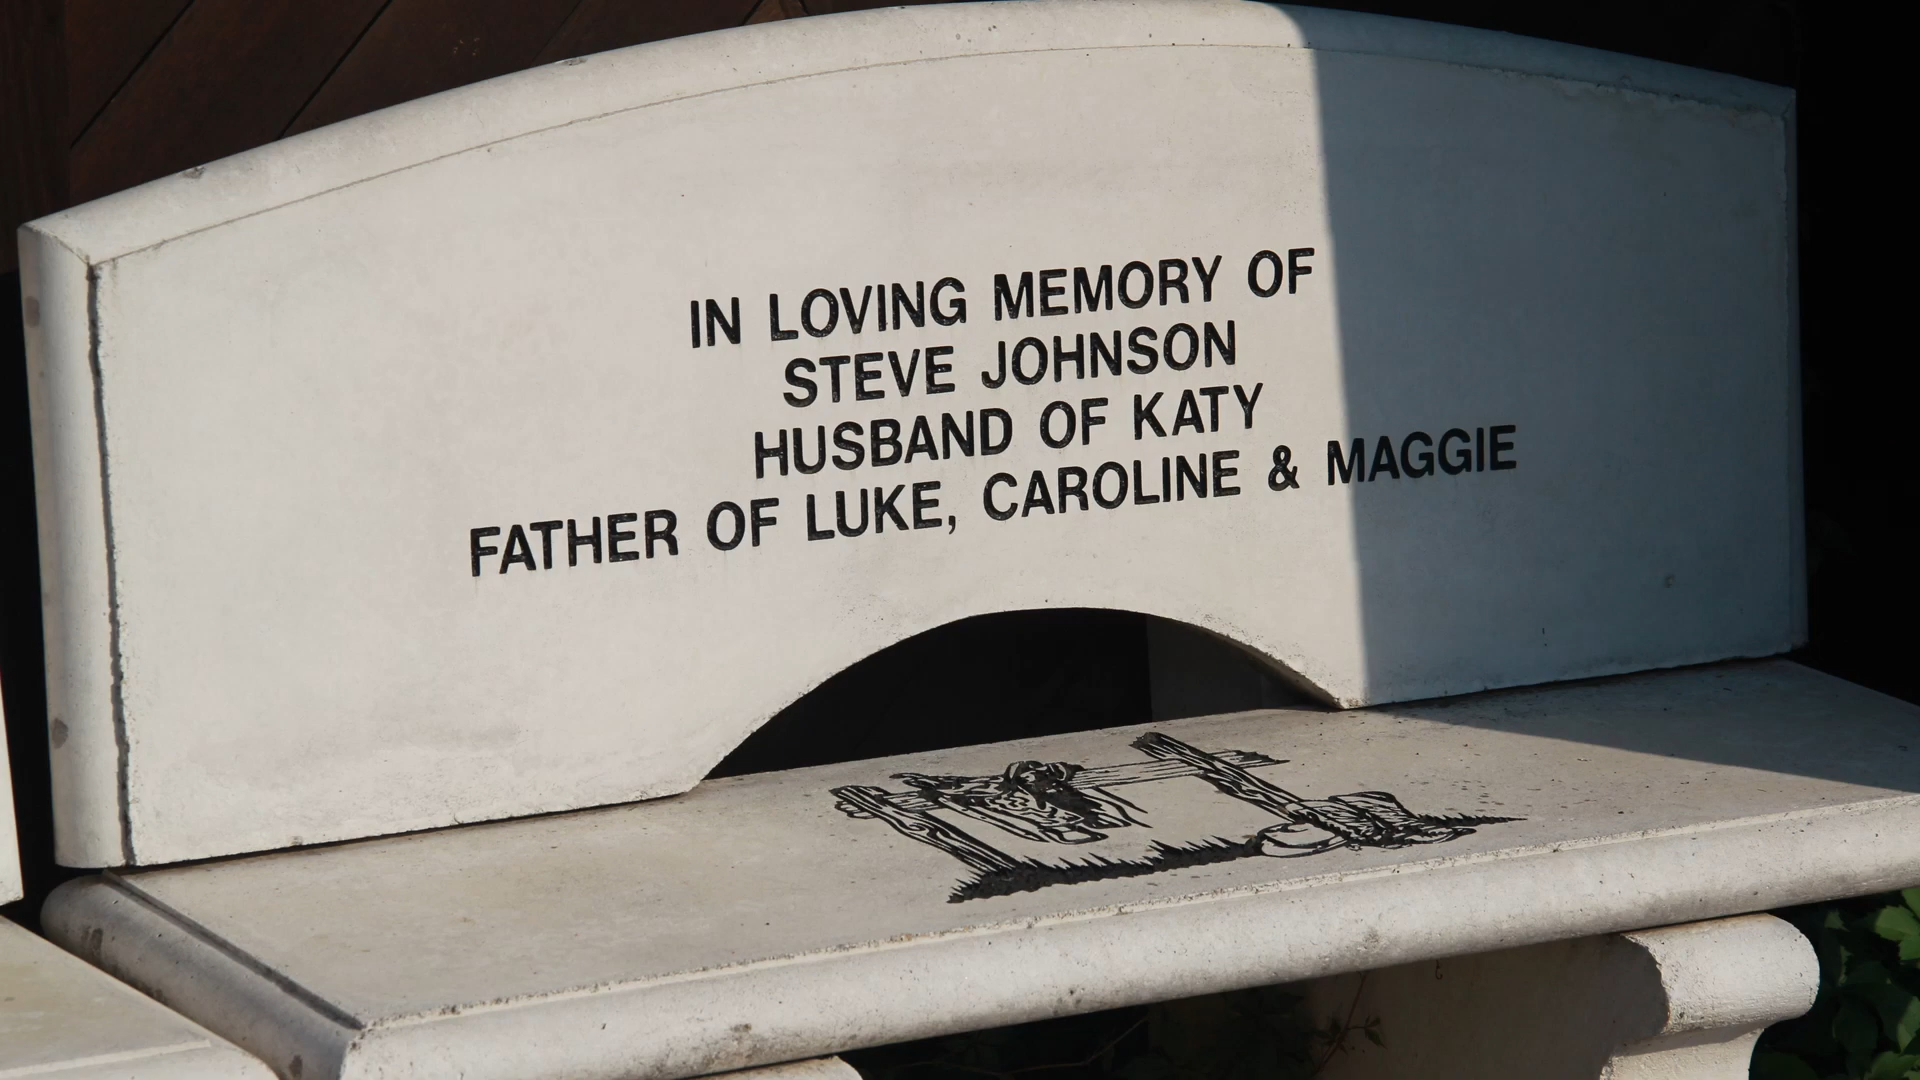 IN LOVING MEMORY OF
STEVE JOHNSON
HUSBAND OF KATY
FATHER OF LUKE, CAROLINE & MAGGIE